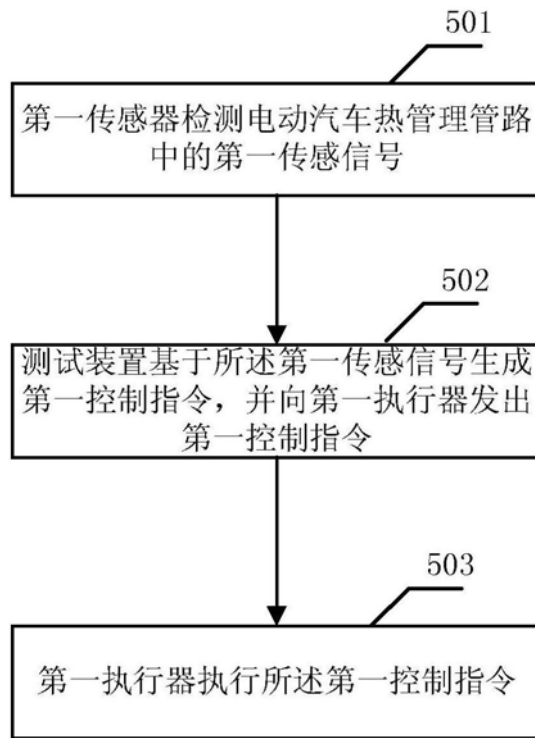 501
第一传感器检测电动汽车热管理管路
中的第一传感信号
502
测试装置基于所述第一传感信号生成
第一控制指令，并向第一执行器发出
第一控制指令
503
第一执行器执行所述第一控制指令